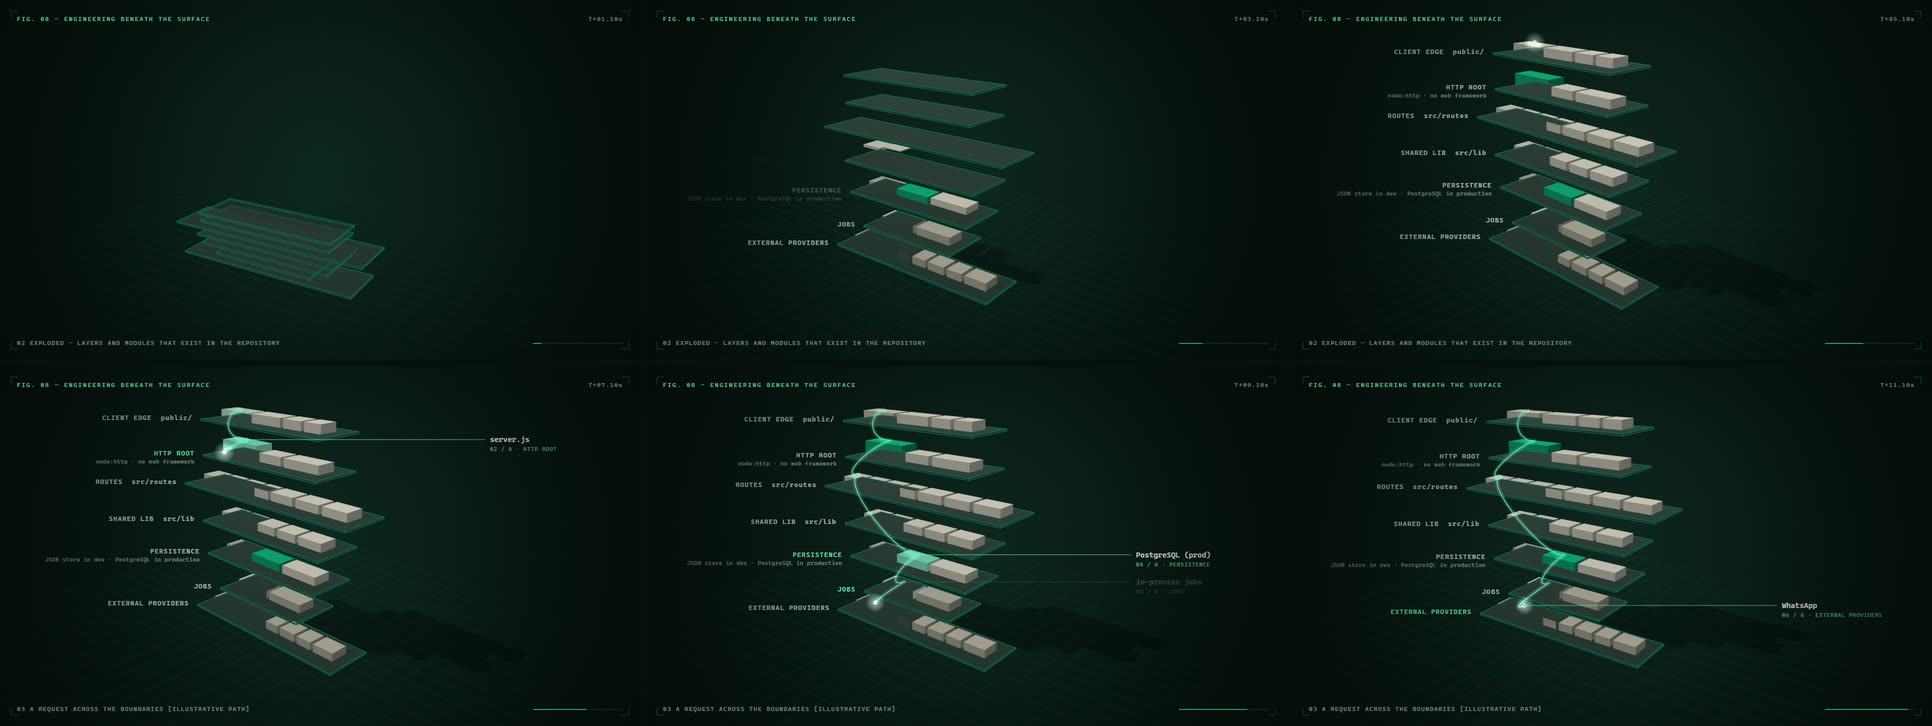 FIG. 08 — ENGINEERING BENEATH THE SURFACE
T+01.10s
02 EXPLODED — LAYERS AND MODULES THAT EXIST IN THE REPOSITORY
FIG. 08 — ENGINEERING BENEATH THE SURFACE
T+03.10s
PERSISTENCE
JSON store in dev · PostgreSQL in production
JOBS
EXTERNAL PROVIDERS
02 EXPLODED — LAYERS AND MODULES THAT EXIST IN THE REPOSITORY
FIG. 08 — ENGINEERING BENEATH THE SURFACE
T+05.10s
CLIENT EDGE public/
HTTP ROOT
node:http · no web framework
ROUTES src/routes
SHARED LIB src/lib
PERSISTENCE
JSON store in dev · PostgreSQL in production
JOBS
EXTERNAL PROVIDERS
02 EXPLODED — LAYERS AND MODULES THAT EXIST IN THE REPOSITORY
FIG. 08 — ENGINEERING BENEATH THE SURFACE
T+07.10s
CLIENT EDGE public/
server.js
02 / 6 · HTTP ROOT
HTTP ROOT
node:http · no web framework
ROUTES src/routes
SHARED LIB src/lib
PERSISTENCE
JSON store in dev · PostgreSQL in production
JOBS
EXTERNAL PROVIDERS
03 A REQUEST ACROSS THE BOUNDARIES [ILLUSTRATIVE PATH]
FIG. 08 — ENGINEERING BENEATH THE SURFACE
T+09.10s
CLIENT EDGE public/
HTTP ROOT
node:http · no web framework
ROUTES src/routes
SHARED LIB src/lib
PERSISTENCE
JSON store in dev · PostgreSQL in production
PostgreSQL (prod)
04 / 6 · PERSISTENCE
in-process jobs
05 / 6 · JOBS
JOBS
EXTERNAL PROVIDERS
03 A REQUEST ACROSS THE BOUNDARIES [ILLUSTRATIVE PATH]
FIG. 08 — ENGINEERING BENEATH THE SURFACE
T+11.10s
CLIENT EDGE public/
HTTP ROOT
node:http · no web framework
ROUTES src/routes
SHARED LIB src/lib
PERSISTENCE
JSON store in dev · PostgreSQL in production
JOBS
EXTERNAL PROVIDERS
WhatsApp
06 / 6 · EXTERNAL PROVIDERS
03 A REQUEST ACROSS THE BOUNDARIES [ILLUSTRATIVE PATH]